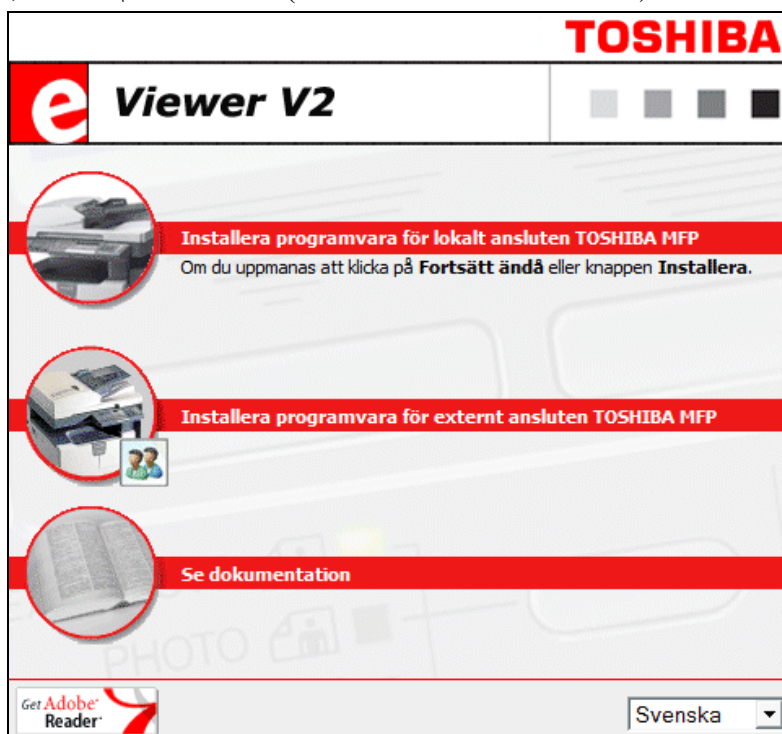 TOSHIBA
e Viewer V2
Installera programvara för lokalt ansluten TOSHIBA MFP
Om du uppmanas att klicka på Fortsätt ändå eller knappen Installera.
Installera programvara för externt ansluten TOSHIBA MFP
Se dokumentation
PHOTO
Get Adobe
Reader
Svenska